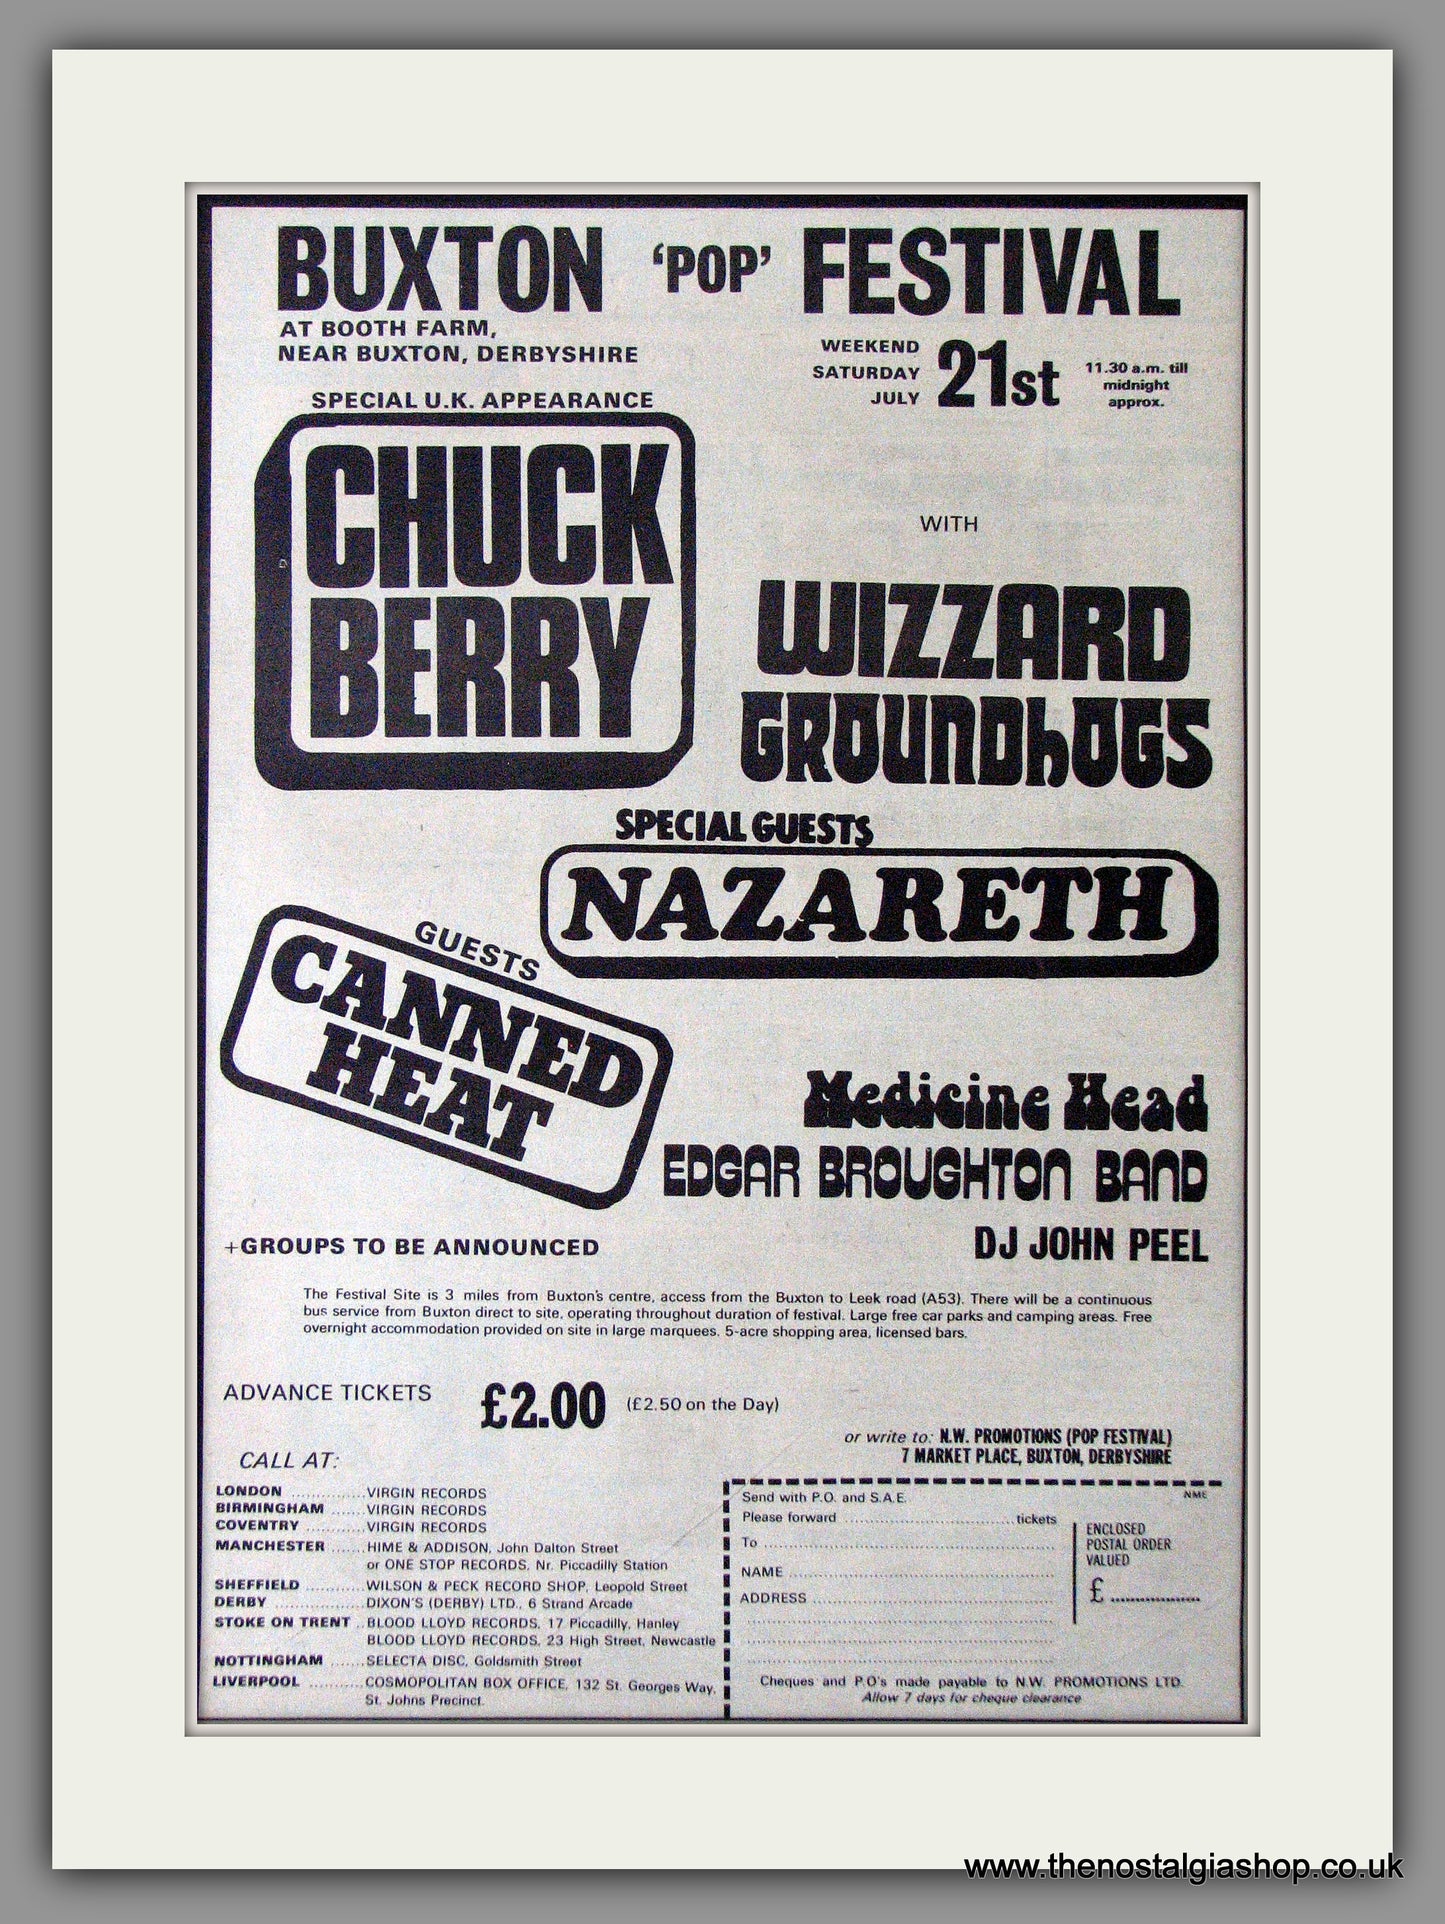 BUXTON 'POP' FESTIVAL
AT BOOTH FARM,
NEAR BUXTON, DERBYSHIRE
WEEKEND
SATURDAY
JULY
21st
11.30 a.m. till
midnight
approx.
SPECIAL U.K. APPEARANCE
CHUCK
BERRY
WITH
WIZZARD
GROUNDhOGS
SPECIAL GUESTS
NAZARETH
GUESTS
CANNED
HEAT
Medicine Head
EDGAR BROUGHTON BAND
DJ JOHN PEEL
+GROUPS TO BE ANNOUNCED
The Festival Site is 3 miles from Buxton's centre, access from the Buxton to Leek road (A53). There will be a continuous
bus service from Buxton direct to site, operating throughout duration of festival. Large free car parks and camping areas. Free
overnight accommodation provided on site in large marquees. 5-acre shopping area, licensed bars.
ADVANCE TICKETS £2.00 (£2.50 on the Day)
or write to: N.W. PROMOTIONS (POP FESTIVAL)
7 MARKET PLACE, BUXTON, DERBYSHIRE
CALL AT:
LONDON ..............VIRGIN RECORDS
BIRMINGHAM .......VIRGIN RECORDS
COVENTRY ............VIRGIN RECORDS
MANCHESTER .......HIME & ADDISON, John Dalton Street
or ONE STOP RECORDS, Nr. Piccadilly Station
SHEFFIELD ............WILSON & PECK RECORD SHOP, Leopold Street
DERBY ..................DIXON'S (DERBY) LTD., 6 Strand Arcade
STOKE ON TRENT ..BLOOD LLOYD RECORDS, 17 Piccadilly, Hanley
BLOOD LLOYD RECORDS, 23 High Street, Newcastle
NOTTINGHAM .......SELECTA DISC, Goldsmith Street
LIVERPOOL ...........COSMOPOLITAN BOX OFFICE, 132 St. Georges Way,
St. Johns Precinct.
NME
Send with P.O. and S.A.E.
Please forward ..................................tickets
To ..........................................................
NAME .....................................................
ADDRESS ................................................
ENCLOSED
POSTAL ORDER
VALUED
£ ..................
Cheques and P.O's made payable to N.W. PROMOTIONS LTD.
Allow 7 days for cheque clearance
www.thenostalgiashop.co.uk